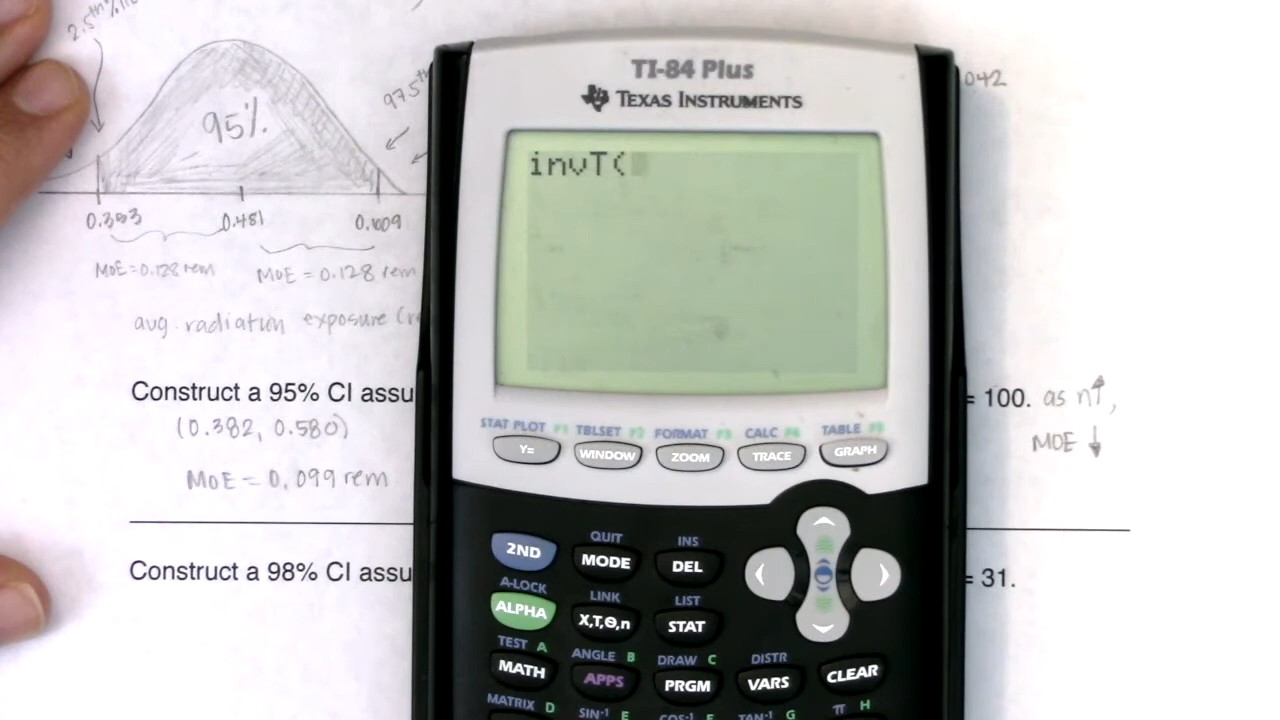 2.5th %ile
95%
97.5th
042
0.353 0.481 0.609
MOE = 0.128 rem MOE = 0.128 rem
avg. radiation exposure (re
Construct a 95% CI assu
= 100. as n↑,
MOE ↓
(0.382, 0.580)
MOE = 0.099 rem
Construct a 98% CI assu
= 31.
TI-84 Plus
TEXAS INSTRUMENTS
invT(
STAT PLOT F1 TBLSET F2 FORMAT F3 CALC F4 TABLE F5
Y= WINDOW ZOOM TRACE GRAPH
QUIT INS
2ND MODE DEL
A-LOCK LINK LIST
ALPHA X,T,Θ,n STAT
TEST A ANGLE B DRAW C DISTR
MATH APPS PRGM VARS CLEAR
MATRIX D SIN⁻¹ E COS⁻¹ F TAN⁻¹ G π H